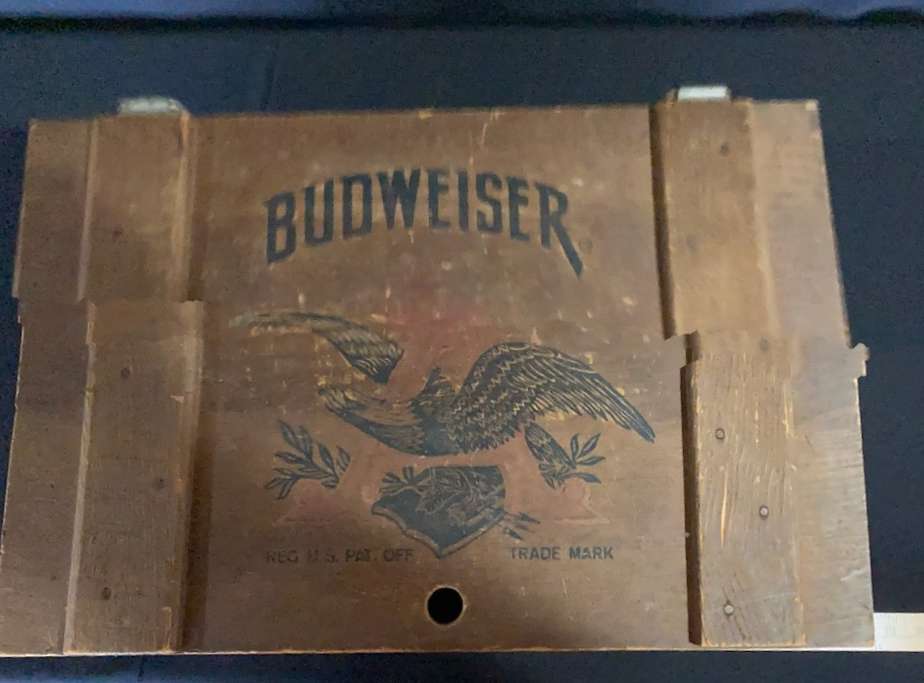 BUDWEISER
REG U.S. PAT. OFF. TRADE MARK